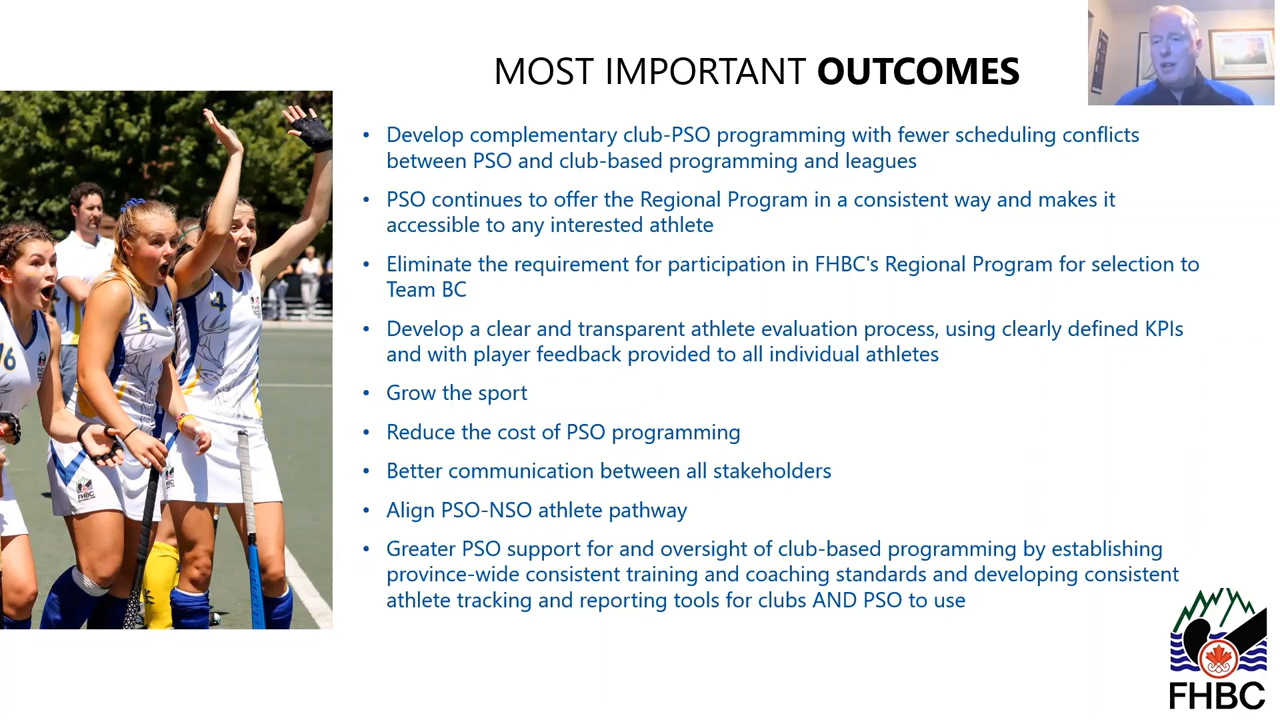 MOST IMPORTANT OUTCOMES
• Develop complementary club-PSO programming with fewer scheduling conflicts
between PSO and club-based programming and leagues
• PSO continues to offer the Regional Program in a consistent way and makes it
accessible to any interested athlete
• Eliminate the requirement for participation in FHBC's Regional Program for selection to
Team BC
• Develop a clear and transparent athlete evaluation process, using clearly defined KPIs
and with player feedback provided to all individual athletes
• Grow the sport
• Reduce the cost of PSO programming
• Better communication between all stakeholders
• Align PSO-NSO athlete pathway
• Greater PSO support for and oversight of club-based programming by establishing
province-wide consistent training and coaching standards and developing consistent
athlete tracking and reporting tools for clubs AND PSO to use
16
5
4
FHBC
FHBC